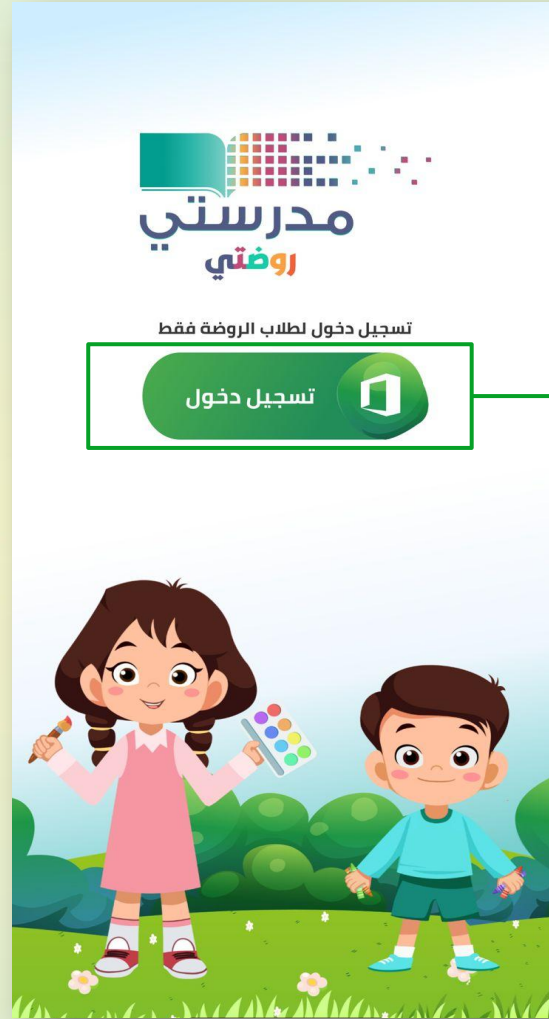 مدرستي
روضتي
تسجيل دخول لطلاب الروضة فقط
تسجيل دخول